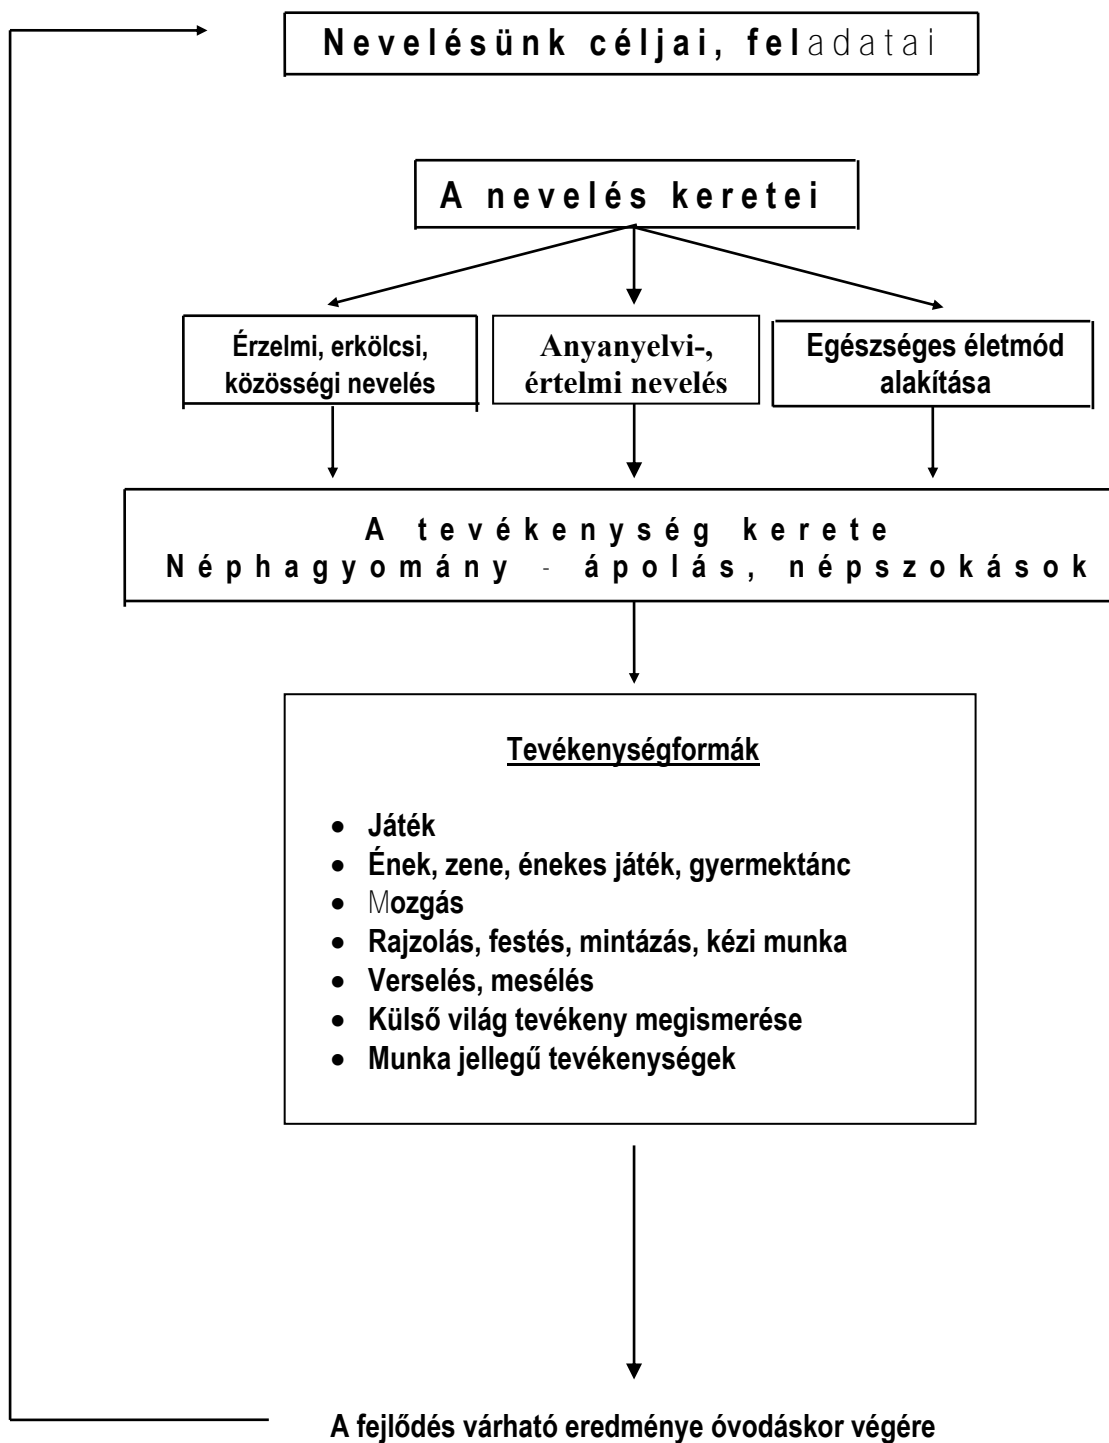 Nevelésünk céljai, feladatai
A nevelés keretei
Érzelmi, erkölcsi,
közösségi nevelés
Anyanyelvi-,
értelmi nevelés
Egészséges életmód
alakítása
A tevékenység kerete
Néphagyomány - ápolás, népszokások
Tevékenységformák
• Játék
• Ének, zene, énekes játék, gyermektánc
• Mozgás
• Rajzolás, festés, mintázás, kézi munka
• Verselés, mesélés
• Külső világ tevékeny megismerése
• Munka jellegű tevékenységek
A fejlődés várható eredménye óvodáskor végére